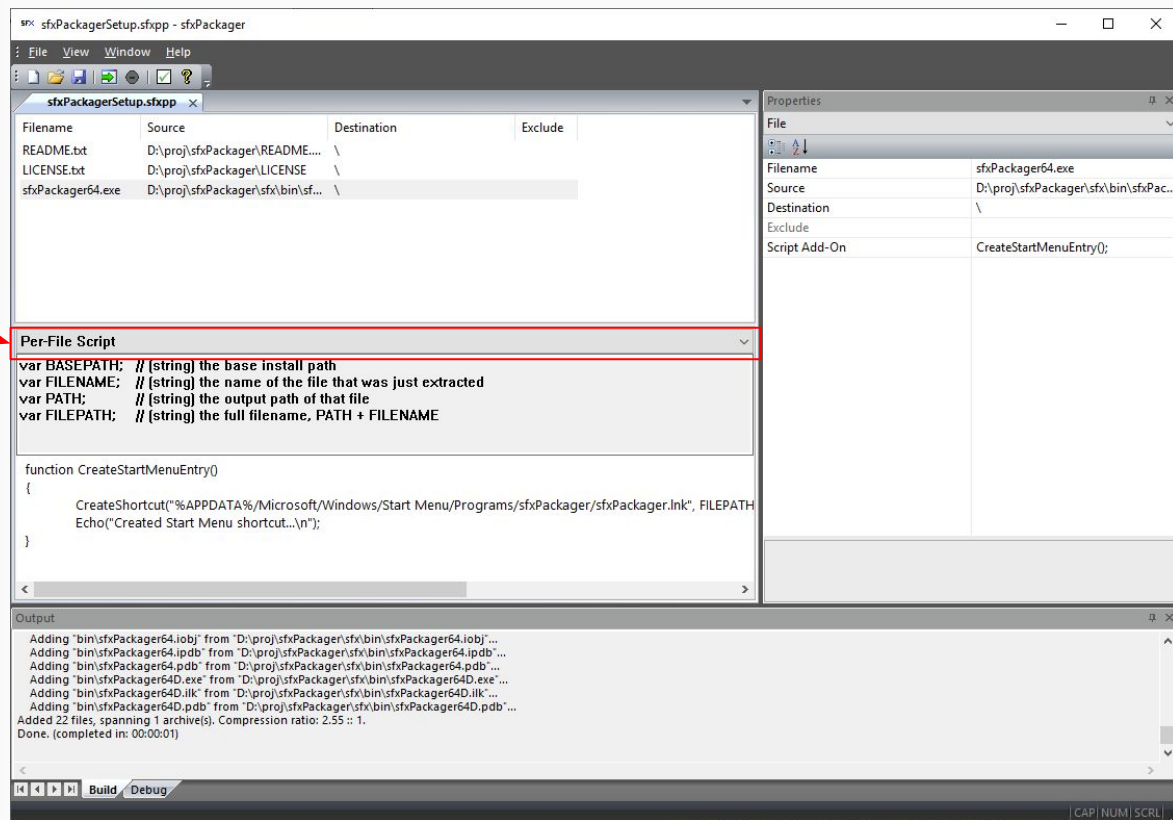 sfx sfxPackagerSetup.sfxpp - sfxPackager
File View Window Help
sfxPackagerSetup.sfxpp
Filename Source Destination Exclude
README.txt D:\proj\sfxPackager\README.... \
LICENSE.txt D:\proj\sfxPackager\LICENSE \
sfxPackager64.exe D:\proj\sfxPackager\sfx\bin\sf... \
Per-File Script
var BASEPATH; // (string) the base install path
var FILENAME; // (string) the name of the file that was just extracted
var PATH; // (string) the output path of that file
var FILEPATH; // (string) the full filename, PATH + FILENAME
function CreateStartMenuEntry()
{
CreateShortcut("%APPDATA%/Microsoft/Windows/Start Menu/Programs/sfxPackager/sfxPackager.lnk", FILEPATH
Echo("Created Start Menu shortcut...\n");
}
Properties
File
Filename sfxPackager64.exe
Source D:\proj\sfxPackager\sfx\bin\sfxPac...
Destination \
Exclude
Script Add-On CreateStartMenuEntry();
Output
Adding "bin\sfxPackager64.iobj" from "D:\proj\sfxPackager\sfx\bin\sfxPackager64.iobj"...
Adding "bin\sfxPackager64.ipdb" from "D:\proj\sfxPackager\sfx\bin\sfxPackager64.ipdb"...
Adding "bin\sfxPackager64.pdb" from "D:\proj\sfxPackager\sfx\bin\sfxPackager64.pdb"...
Adding "bin\sfxPackager64D.exe" from "D:\proj\sfxPackager\sfx\bin\sfxPackager64D.exe"...
Adding "bin\sfxPackager64D.ilk" from "D:\proj\sfxPackager\sfx\bin\sfxPackager64D.ilk"...
Adding "bin\sfxPackager64D.pdb" from "D:\proj\sfxPackager\sfx\bin\sfxPackager64D.pdb"...
Added 22 files, spanning 1 archive(s). Compression ratio: 2.55 :: 1.
Done. (completed in: 00:00:01)
Build Debug
CAP NUM SCRL